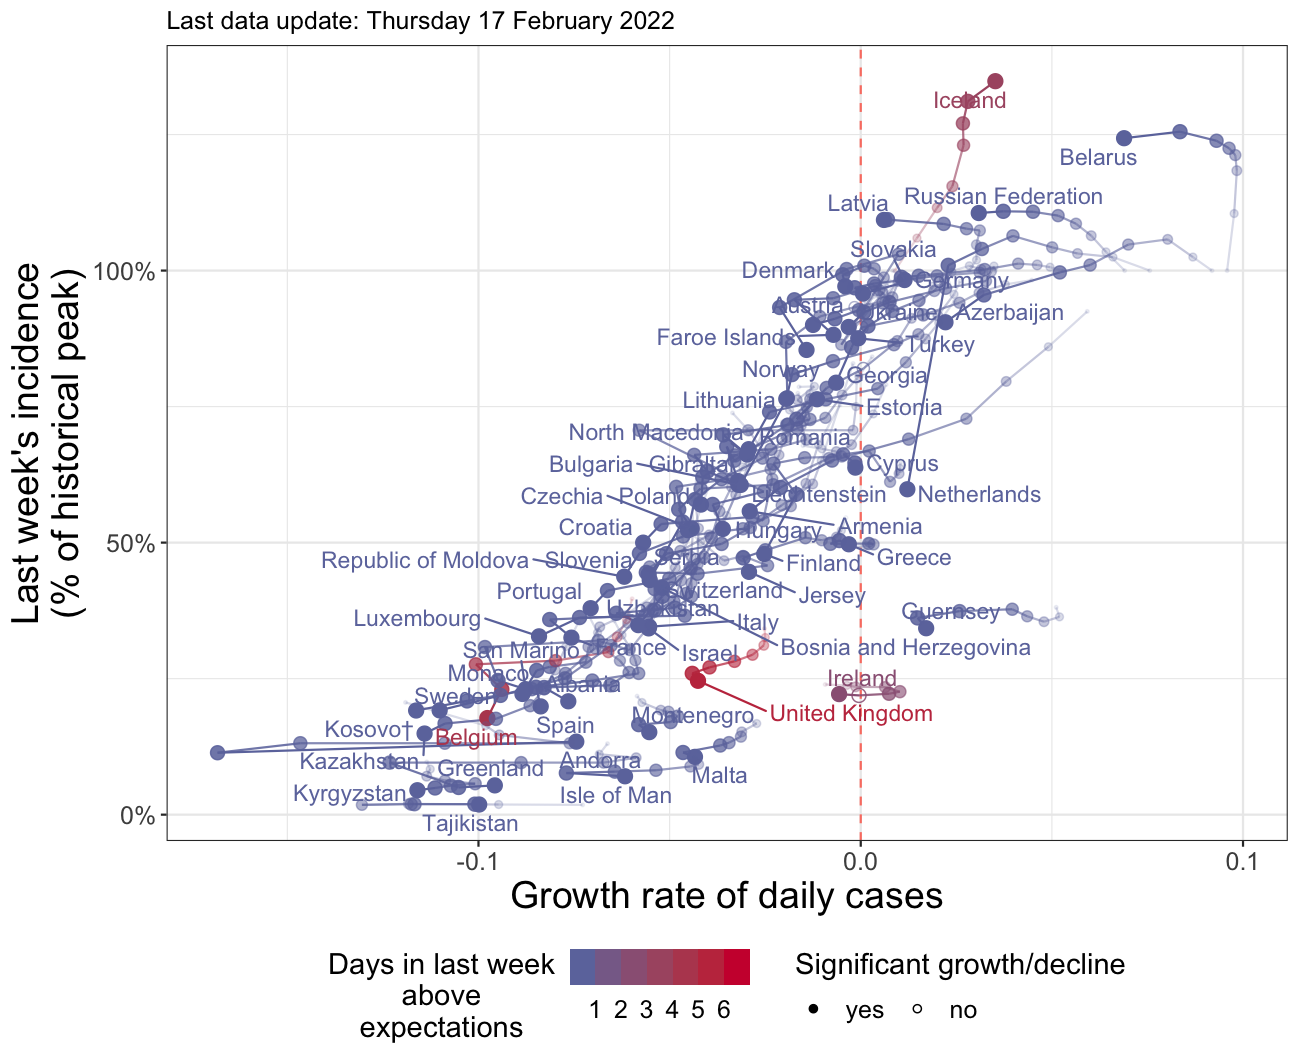 Last data update: Thursday 17 February 2022
Last week's incidence
(% of historical peak)
100%
50%
0%
Iceland
Belarus
Latvia
Russian Federation
Slovakia
Denmark
Germany
Austria
Ukraine
Azerbaijan
Faroe Islands
Turkey
Norway
Georgia
Lithuania
Estonia
North Macedonia
Romania
Bulgaria
Gibraltar
Cyprus
Czechia
Poland
Liechtenstein
Netherlands
Croatia
Hungary
Armenia
Republic of Moldova
Slovenia
Serbia
Finland
Greece
Portugal
Switzerland
Jersey
Luxembourg
Uzbekistan
Italy
Guernsey
San Marino
France
Israel
Bosnia and Herzegovina
Monaco
Albania
Ireland
Sweden
Kosovo†
Belgium
Spain
Montenegro
United Kingdom
Kazakhstan
Greenland
Andorra
Malta
Kyrgyzstan
Isle of Man
Tajikistan
-0.1
0.0
0.1
Growth rate of daily cases
Days in last week
above
expectations
1 2 3 4 5 6
Significant growth/decline
yes
no